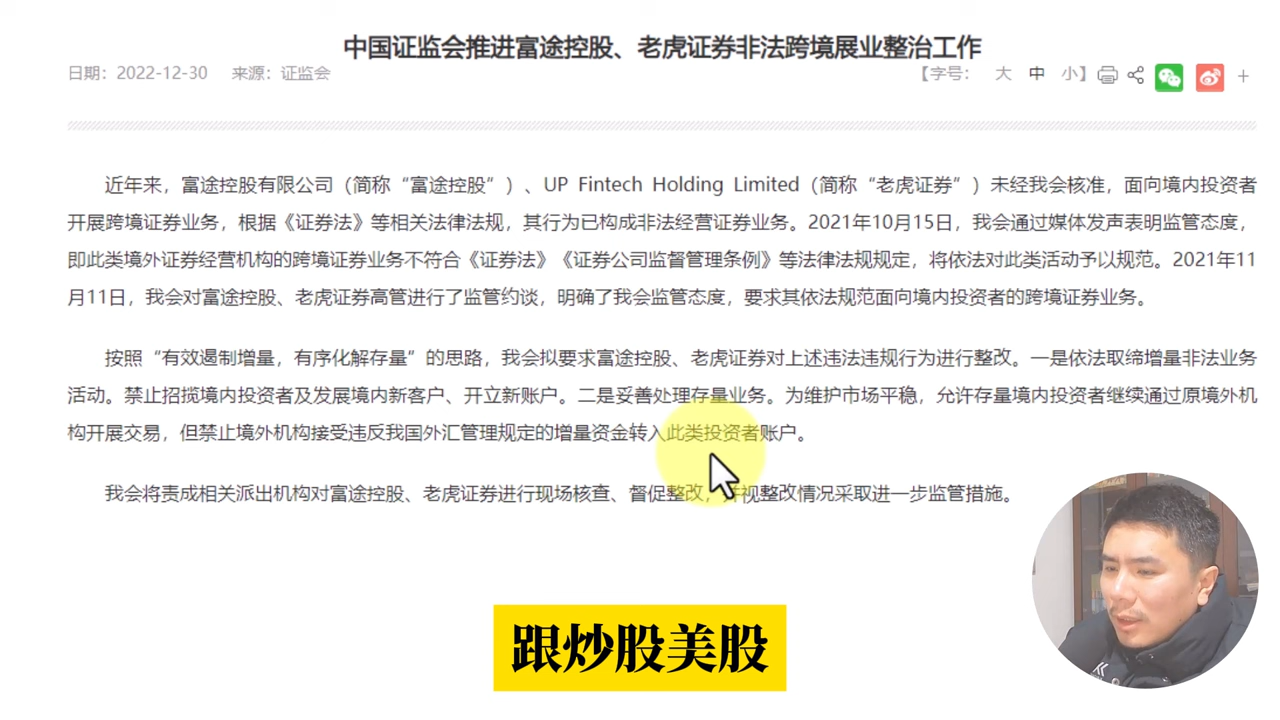 中国证监会推进富途控股、老虎证券非法跨境展业整治工作
日期：2022-12-30 来源：证监会 【字号： 大 中 小】
近年来，富途控股有限公司（简称“富途控股”）、UP Fintech Holding Limited（简称“老虎证券”）未经我会核准，面向境内投资者
开展跨境证券业务，根据《证券法》等相关法律法规，其行为已构成非法经营证券业务。2021年10月15日，我会通过媒体发声表明监管态度，
即此类境外证券经营机构的跨境证券业务不符合《证券法》《证券公司监督管理条例》等法律法规规定，将依法对此类活动予以规范。2021年11
月11日，我会对富途控股、老虎证券高管进行了监管约谈，明确了我会监管态度，要求其依法规范面向境内投资者的跨境证券业务。
按照“有效遏制增量，有序化解存量”的思路，我会拟要求富途控股、老虎证券对上述违法违规行为进行整改。一是依法取缔增量非法业务
活动。禁止招揽境内投资者及发展境内新客户、开立新账户。二是妥善处理存量业务。为维护市场平稳，允许存量境内投资者继续通过原境外机
构开展交易，但禁止境外机构接受违反我国外汇管理规定的增量资金转入此类投资者账户。
我会将责成相关派出机构对富途控股、老虎证券进行现场核查、督促整改，并视整改情况采取进一步监管措施。
跟炒股美股